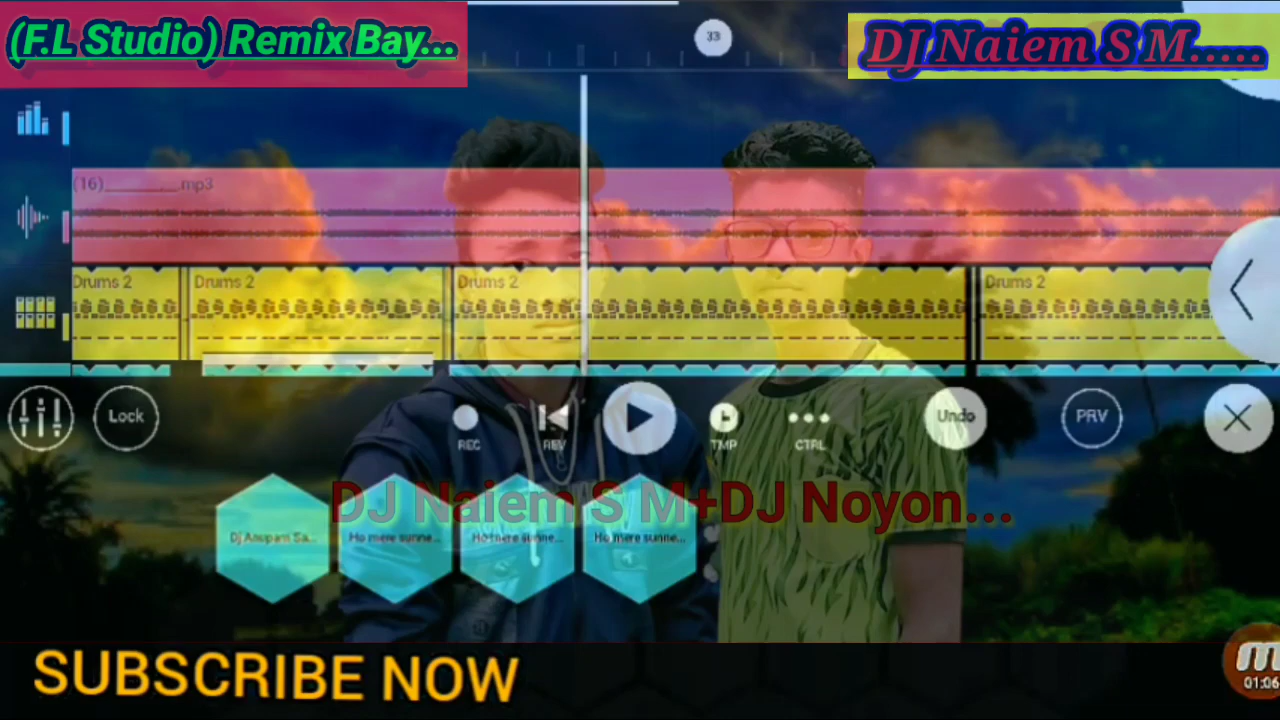 (F.L Studio) Remix Bay...
DJ Naiem S M.....
33
(16)__________mp3
Drums 2
Drums 2
Drums 2
Drums 2
Lock
REC
REV
TMP
CTRL
Undo
PRV
DJ Naiem S M+DJ Noyon...
Dj Anupam Sa...
Ho mere sunne...
Ho mere sunne...
Ho mere sunne...
SUBSCRIBE NOW
01:06